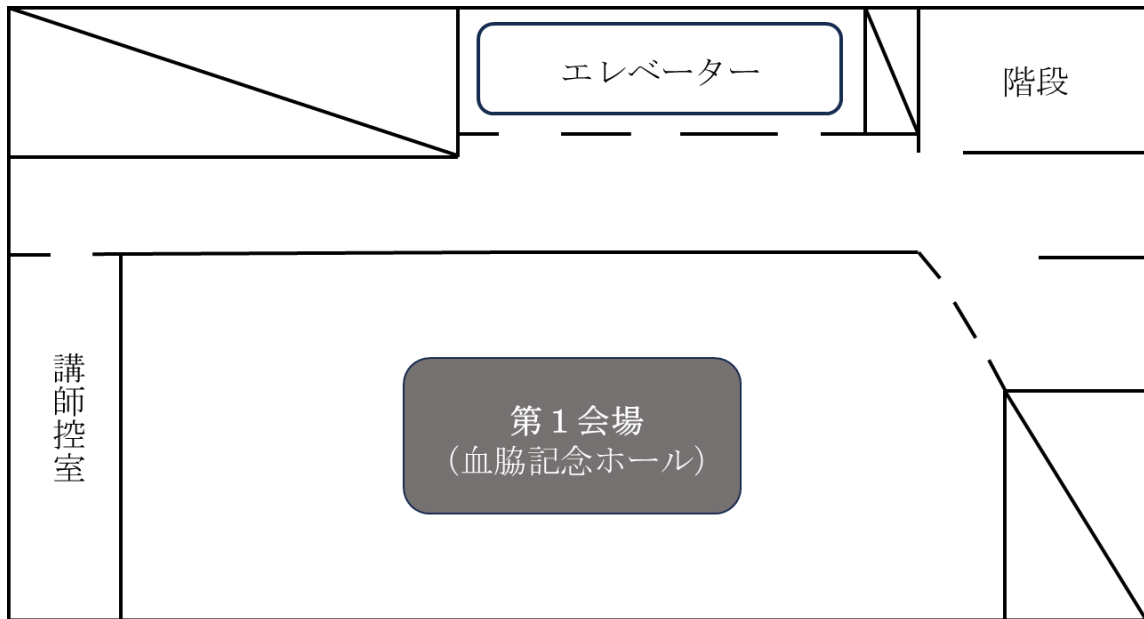 エレベーター
階段
講師控室
第１会場
（血脇記念ホール）